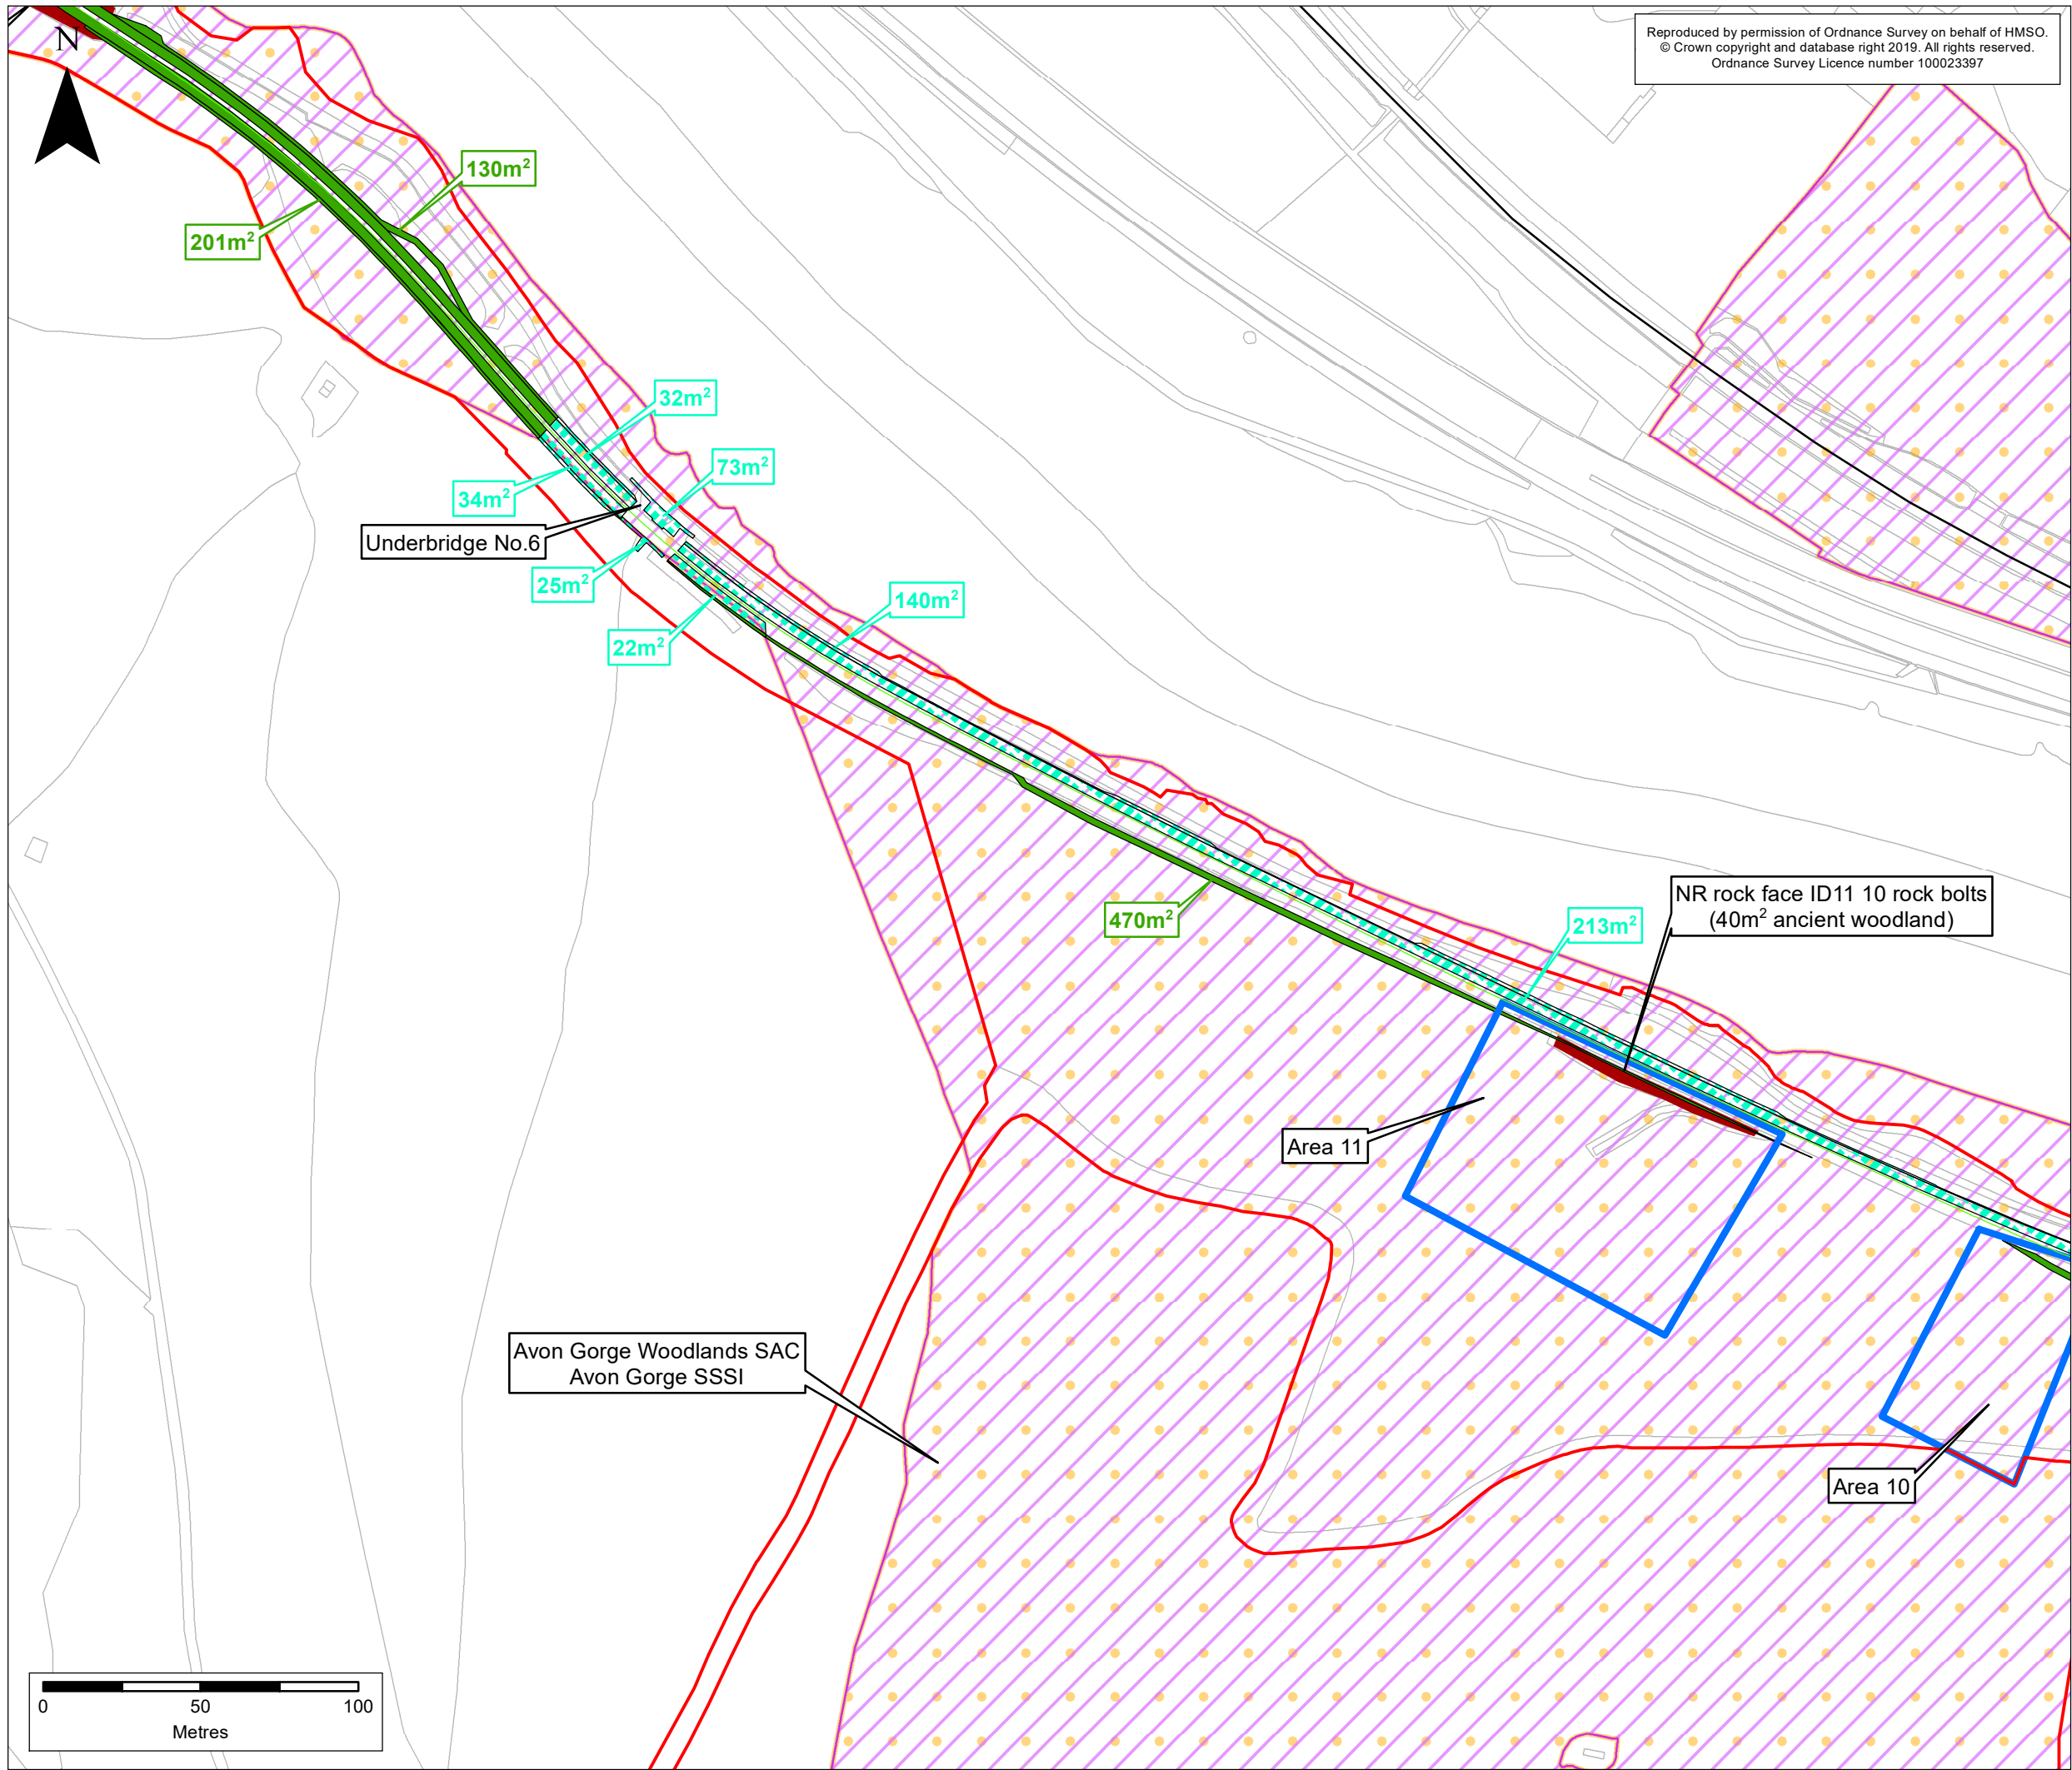 Reproduced by permission of Ordnance Survey on behalf of HMSO.
© Crown copyright and database right 2019. All rights reserved.
Ordnance Survey Licence number 100023397
N
130m²
201m²
32m²
73m²
34m²
Underbridge No.6
25m²
140m²
22m²
NR rock face ID11 10 rock bolts
(40m² ancient woodland)
213m²
470m²
Area 11
Avon Gorge Woodlands SAC
Avon Gorge SSSI
Area 10
0 50 100
Metres